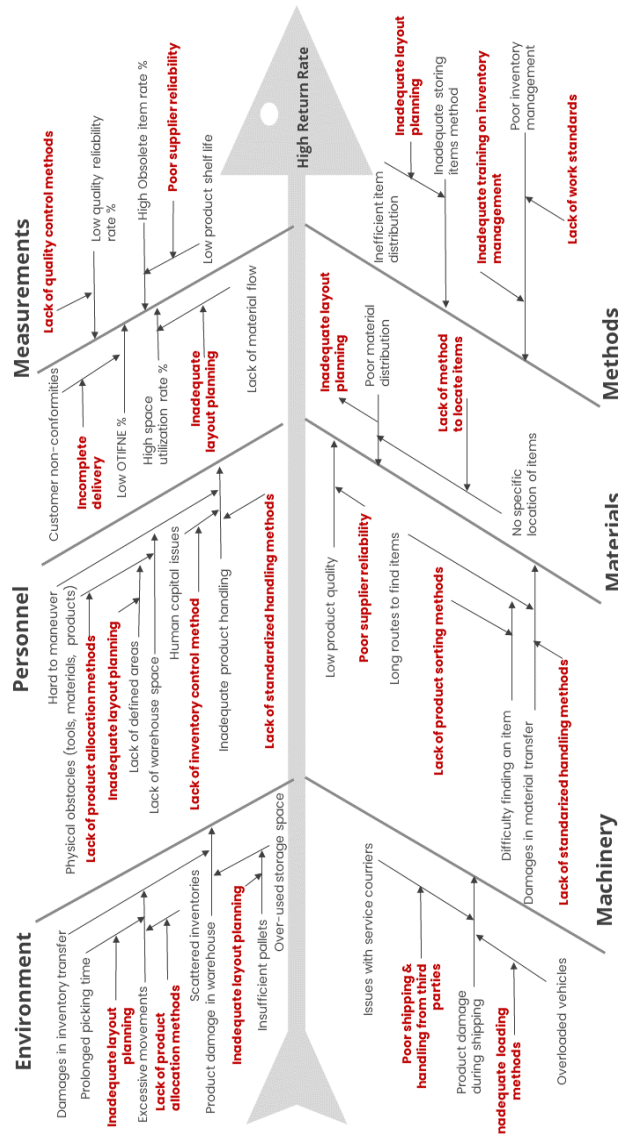 Environment
Damages in inventory transfer
Prolonged picking time
Inadequate layout
planning
Excessive movements
Lack of product
allocation methods
Scattered inventories
Product damage in warehouse
Inadequate layout planning
Insufficient pallets
Over-used storage space
Personnel
Hard to maneuver
Physical obstacles (tools, materials, products)
Lack of product allocation methods
Inadequate layout planning
Lack of defined areas
Lack of warehouse space
Human capital issues
Lack of inventory control method
Inadequate product handling
Lack of standardized handling methods
Measurements
Customer non-conformities
Incomplete
delivery
Low OTIFNE %
High space
utilization rate %
Inadequate
layout planning
Lack of material flow
Lack of quality control methods
Low quality reliability
rate %
High Obsolete item rate %
Poor supplier reliability
Low product shelf life
High Return Rate
Issues with service courriers
Poor shipping &
handling from third
parties
Product damage
during shipping
nadequate loading
methods
Overloaded vehicles
Machinery
Low product quality
Poor supplier reliability
Long routes to find items
Lack of product sorting methods
Difficulty finding an item
Damages in material transfer
Lack of standarized handling methods
Materials
Inadequate layout
planning
Poor material
distribution
Lack of method
to locate items
No specific
location of items
Inefficient item
distribution
Inadequate layout
planning
Inadequate storing
items method
Inadequate training on inventory
management
Poor inventory
management
Lack of work standards
Methods